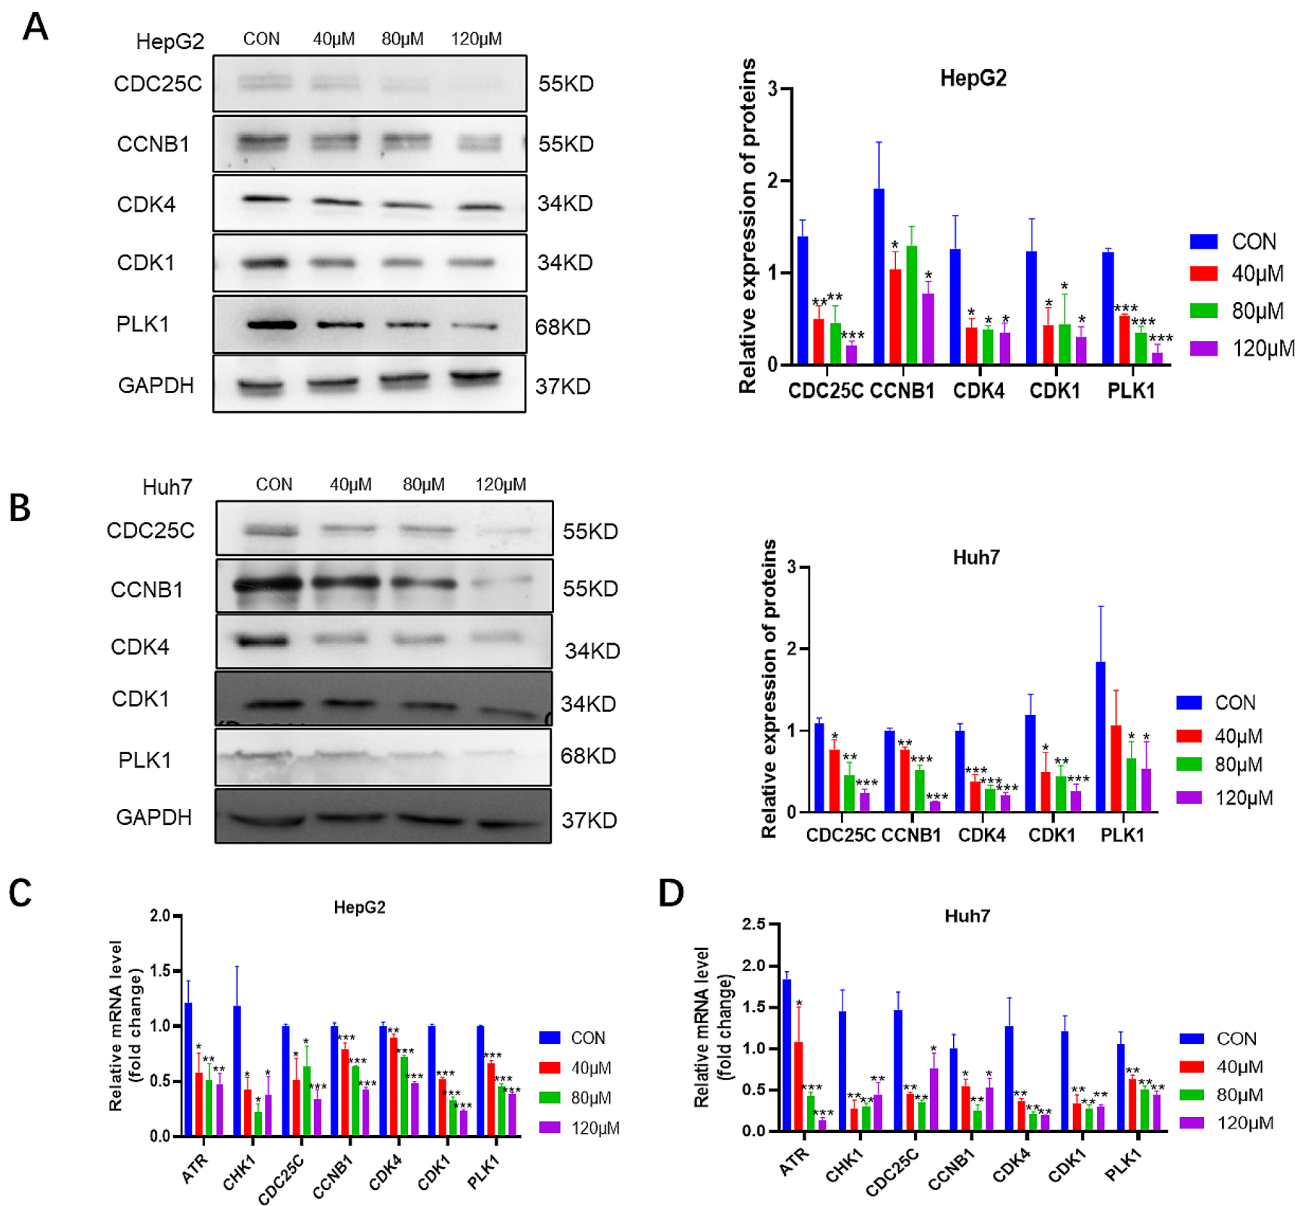 A
HepG2 CON 40μM 80μM 120μM
CDC25C 55KD
CCNB1 55KD
CDK4 34KD
CDK1 34KD
PLK1 68KD
GAPDH 37KD
HepG2
Relative expression of proteins
3
2
1
0
** ** *** * * * * * * * * *** *** ***
CDC25C CCNB1 CDK4 CDK1 PLK1
CON
40μM
80μM
120μM
B
Huh7 CON 40μM 80μM 120μM
CDC25C 55KD
CCNB1 55KD
CDK4 34KD
CDK1 34KD
PLK1 68KD
GAPDH 37KD
Huh7
Relative expression of proteins
3
2
1
0
* ** *** ** *** *** *** *** *** * ** *** * *
CDC25C CCNB1 CDK4 CDK1 PLK1
CON
40μM
80μM
120μM
C
HepG2
Relative mRNA level
(fold change)
2.0
1.5
1.0
0.5
0.0
* ** ** * * * * * *** *** *** *** ** *** *** *** *** *** *** *** ***
ATR CHK1 CDC25C CCNB1 CDK4 CDK1 PLK1
CON
40μM
80μM
120μM
D
Huh7
Relative mRNA level
(fold change)
2.5
2.0
1.5
1.0
0.5
0.0
* *** *** ** ** ** ** ** * * ** * ** ** ** ** ** ** ** ** **
ATR CHK1 CDC25C CCNB1 CDK4 CDK1 PLK1
CON
40μM
80μM
120μM